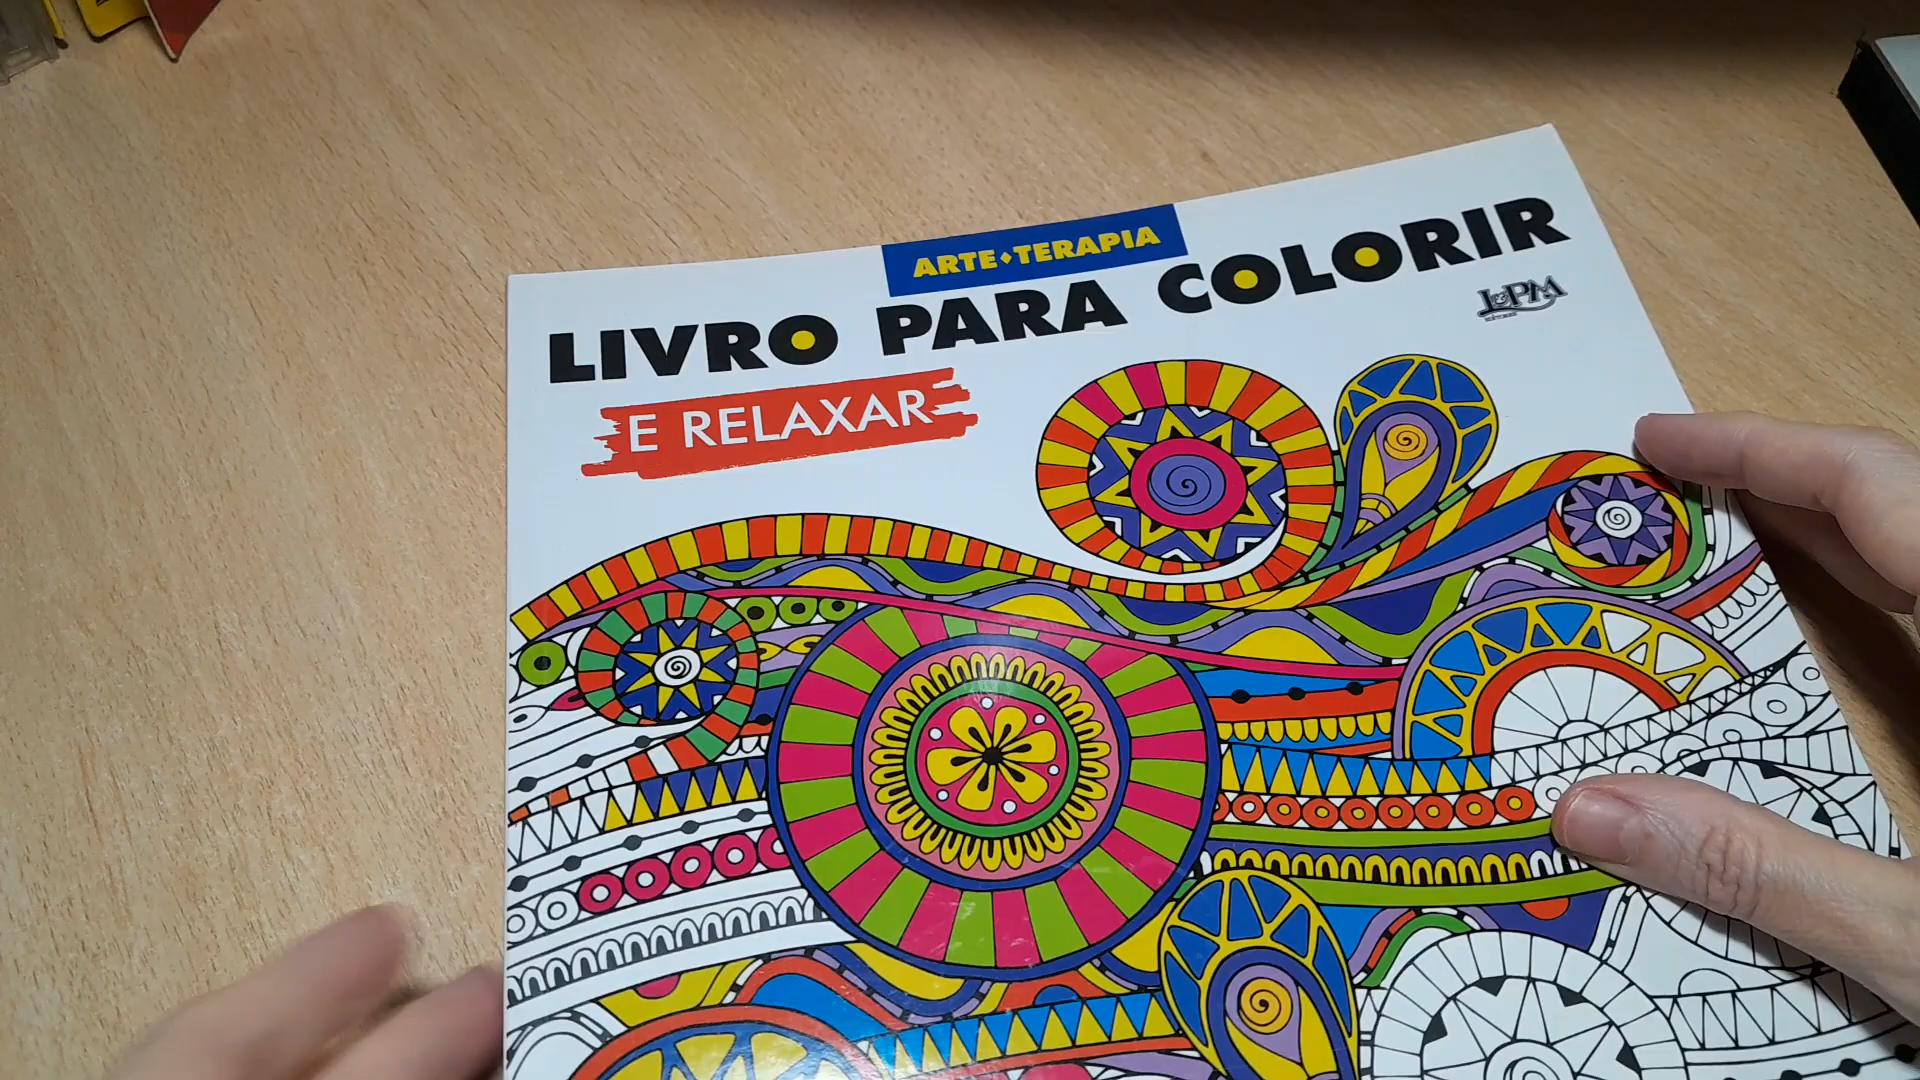 ARTE♦TERAPIA
LIVRO PARA COLORIR
L&PM
E RELAXAR